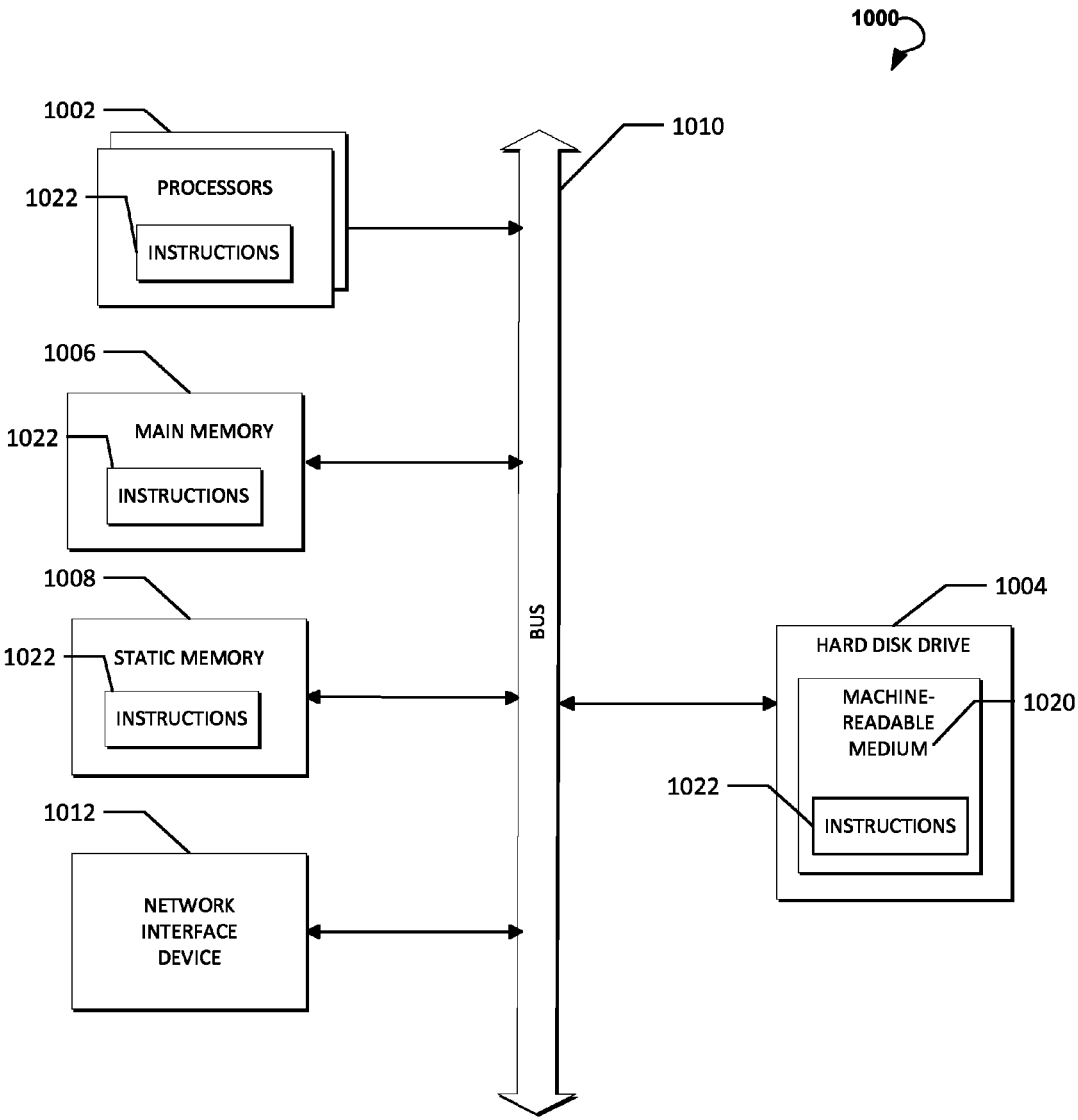 1000
1002
1010
PROCESSORS
1022
INSTRUCTIONS
1006
MAIN MEMORY
1022
INSTRUCTIONS
1008
1004
BUS
STATIC MEMORY
HARD DISK DRIVE
1022
INSTRUCTIONS
MACHINE-
READABLE
MEDIUM
1020
1012
1022
INSTRUCTIONS
NETWORK
INTERFACE
DEVICE